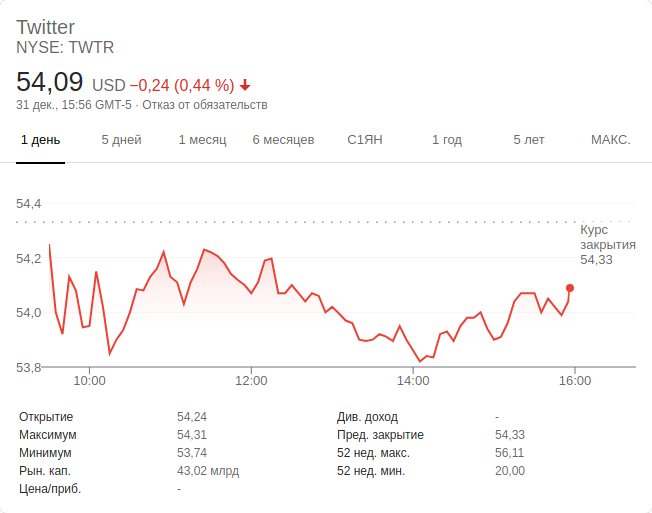 Twitter
NYSE: TWTR
54,09 USD −0,24 (0,44 %)
31 дек., 15:56 GMT-5 · Отказ от обязательств
1 день 5 дней 1 месяц 6 месяцев С1ЯН 1 год 5 лет МАКС.
54,4
Курс
закрытия
54,33
54,2
54,0
53,8
10:00 12:00 14:00 16:00
Открытие 54,24 Див. доход -
Максимум 54,31 Пред. закрытие 54,33
Минимум 53,74 52 нед. макс. 56,11
Рын. кап. 43,02 млрд 52 нед. мин. 20,00
Цена/приб. -